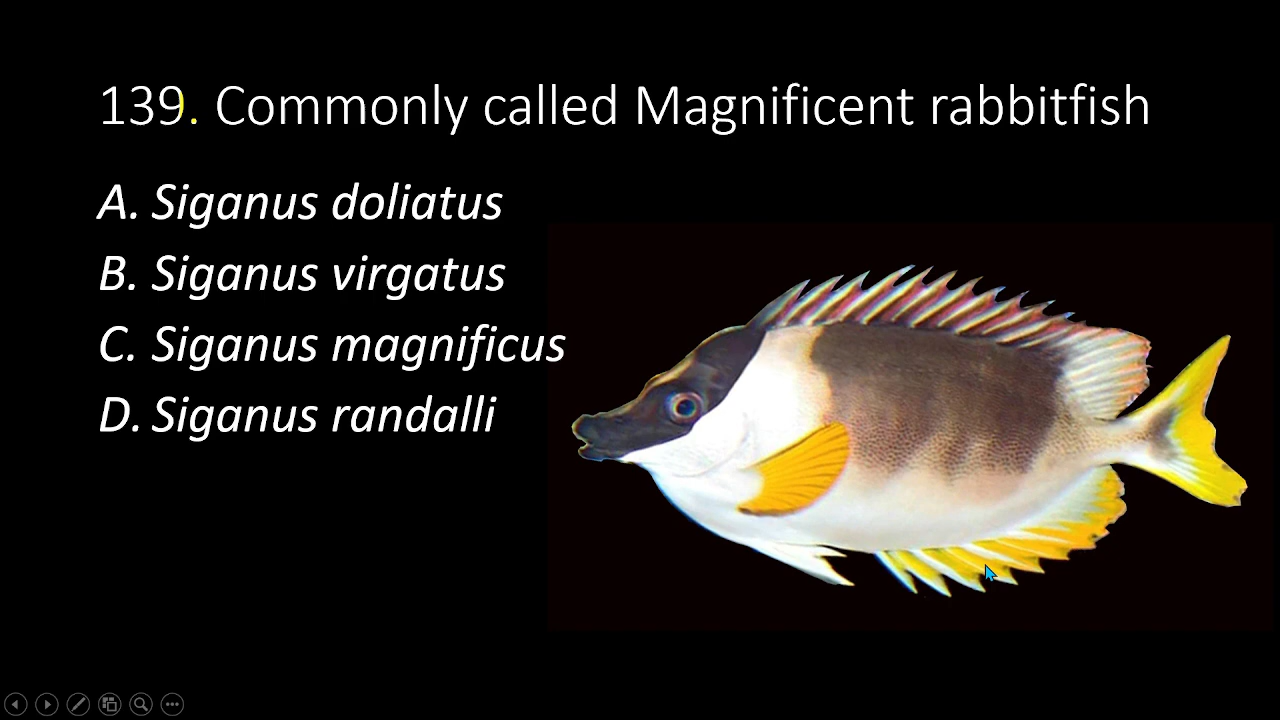 139. Commonly called Magnificent rabbitfish
A. Siganus doliatus
B. Siganus virgatus
C. Siganus magnificus
D. Siganus randalli